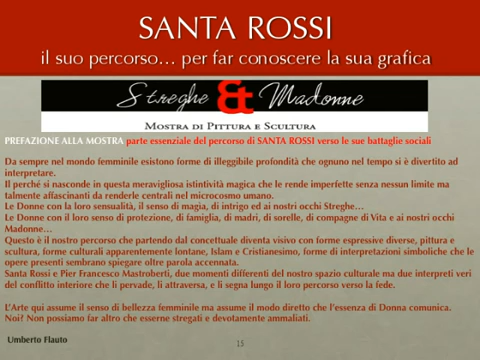 SANTA ROSSI
il suo percorso... per far conoscere la sua grafica
Streghe & Madonne
MOSTRA DI PITTURA E SCULTURA
PREFAZIONE ALLA MOSTRA parte essenziale del percorso di SANTA ROSSI verso le sue battaglie sociali
Da sempre nel mondo femminile esistono forme di illeggibile profondità che ognuno nel tempo si è divertito ad
interpretare.
Il perché si nasconde in questa meravigliosa istintività magica che le rende imperfette senza nessun limite ma
talmente affascinanti da renderle centrali nel microcosmo umano.
Le Donne con la loro sensualità, il senso di magia, di intrigo ed ai nostri occhi Streghe...
Le Donne con il loro senso di protezione, di famiglia, di madri, di sorelle, di compagne di Vita e ai nostri occhi
Madonne...
Questo è il nostro percorso che partendo dal concettuale diventa visivo con forme espressive diverse, pittura e
scultura, forme culturali apparentemente lontane, Islam e Cristianesimo, forme di interpretazioni simboliche che le
opere presenti sembrano spiegare oltre parola accennata.
Santa Rossi e Pier Francesco Mastroberti, due momenti differenti del nostro spazio culturale ma due interpreti veri
del conflitto interiore che li pervade, li attraversa, e li segna lungo il loro percorso verso la fede.
L'Arte qui assume il senso di bellezza femminile ma assume il modo diretto che l'essenza di Donna comunica.
Noi? Non possiamo far altro che esserne stregati e devotamente ammaliati.
Umberto Flauto
15